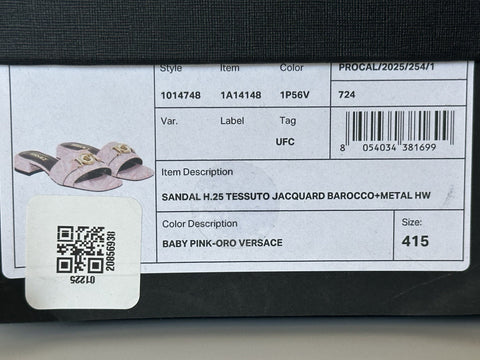 Style Item Color PROCAL/2025/254/1
1014748 1A14148 1P56V 724
Var. Label Tag
UFC
8 054034 381699
Item Description
SANDAL H.25 TESSUTO JACQUARD BAROCCO+METAL HW
Color Description Size:
BABY PINK-ORO VERSACE 415
01225
20856938